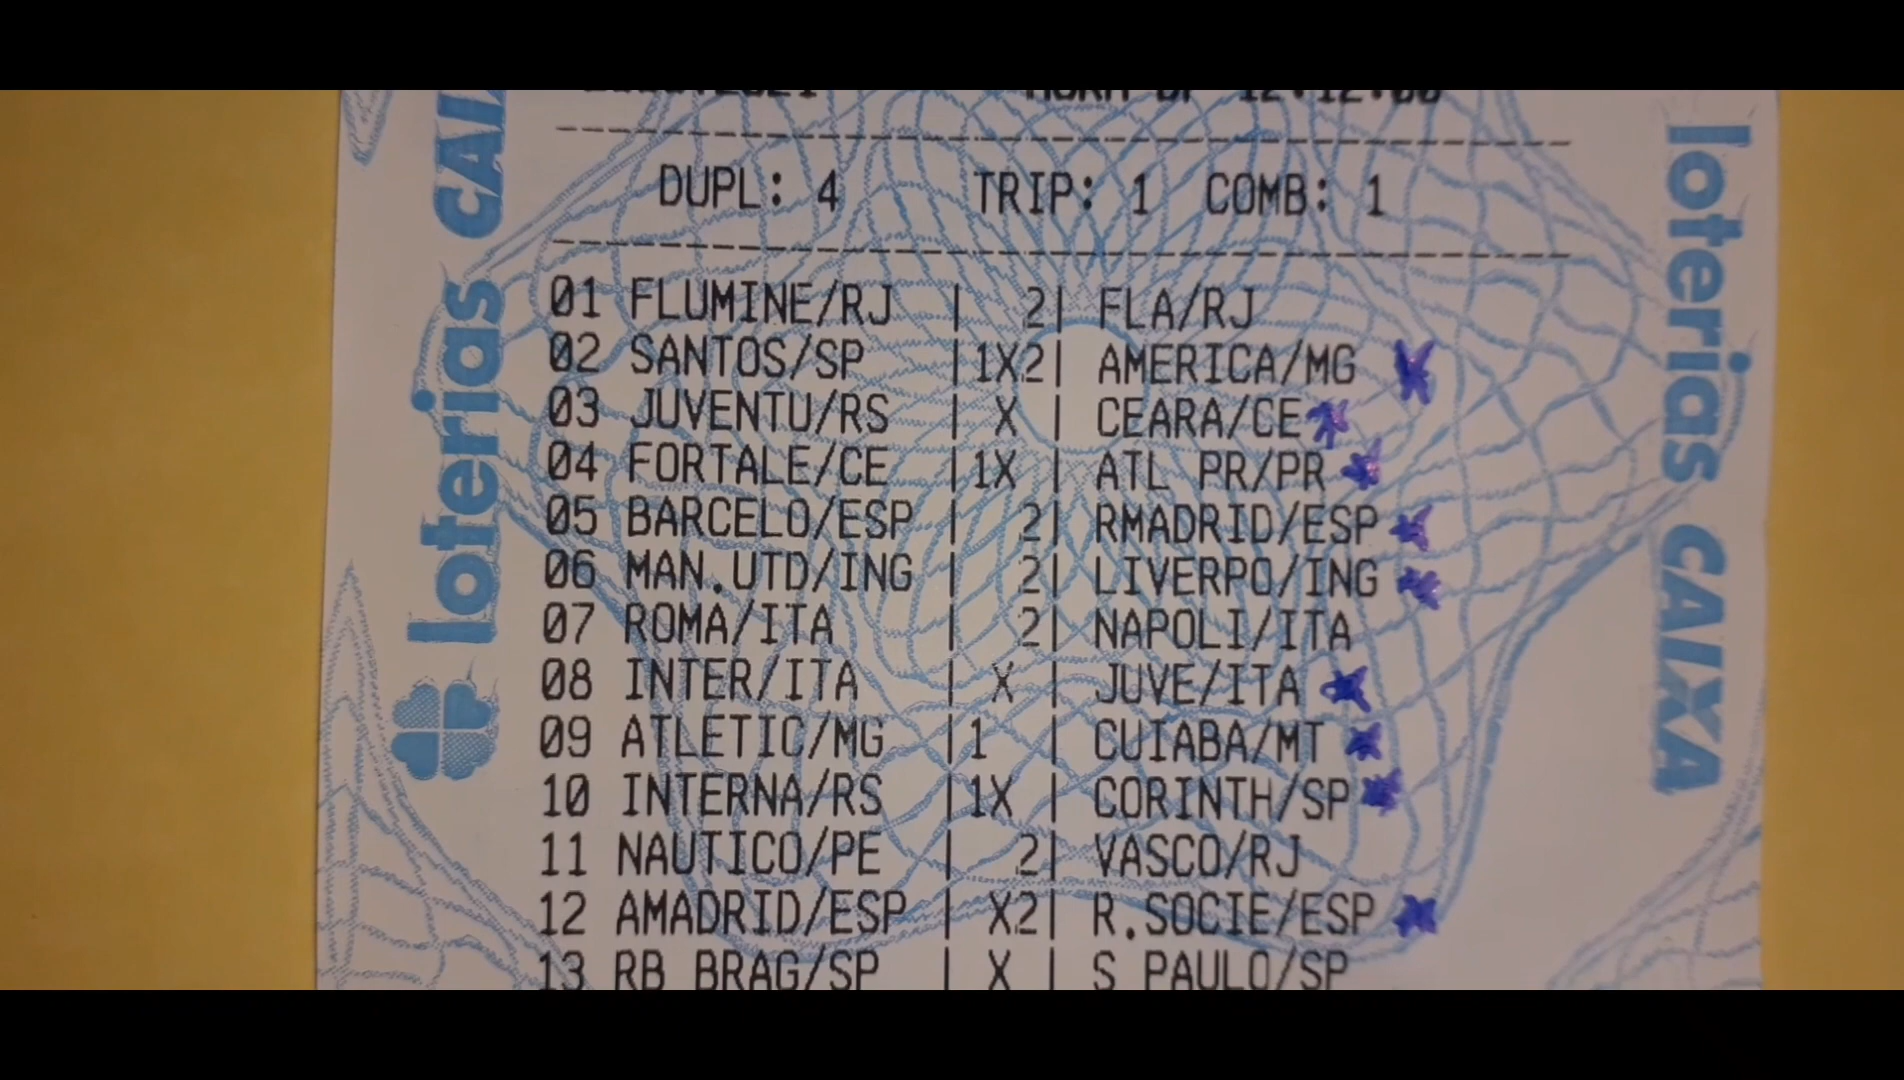 DUPL: 4 TRIP: 1 COMB: 1
01 FLUMINE/RJ | 2| FLA/RJ
02 SANTOS/SP |1X2| AMERICA/MG
03 JUVENTU/RS | X | CEARA/CE
04 FORTALE/CE |1X | ATL PR/PR
05 BARCELO/ESP | 2| RMADRID/ESP
06 MAN.UTD/ING | 2| LIVERPO/ING
07 ROMA/ITA | 2| NAPOLI/ITA
08 INTER/ITA | X | JUVE/ITA
09 ATLETIC/MG |1 | CUIABA/MT
10 INTERNA/RS |1X | CORINTH/SP
11 NAUTICO/PE | 2| VASCO/RJ
12 AMADRID/ESP | X2| R.SOCIE/ESP
13 RB BRAG/SP | X | S PAULO/SP
loterias CAIXA
loterias CAIXA